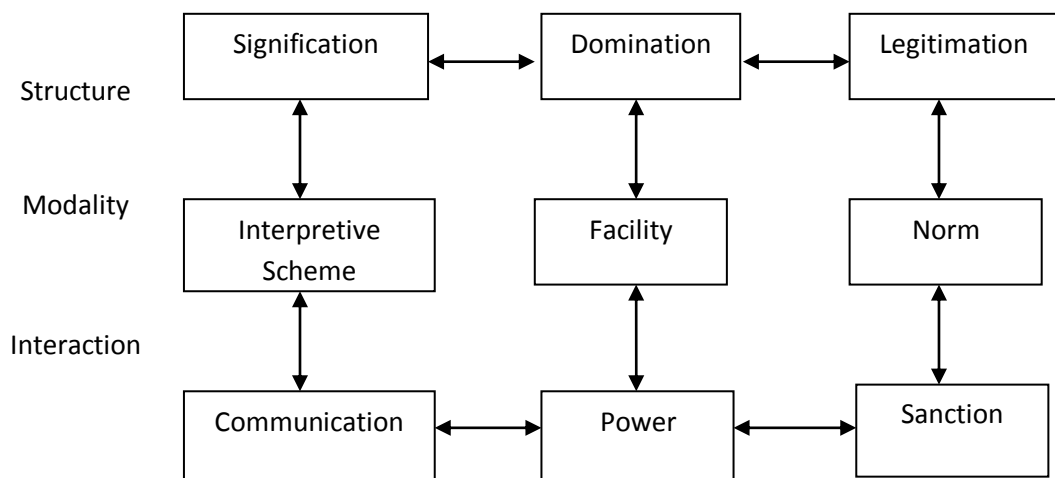 Signification
Domination
Legitimation
Structure
Modality
Interpretive
Scheme
Facility
Norm
Interaction
Communication
Power
Sanction